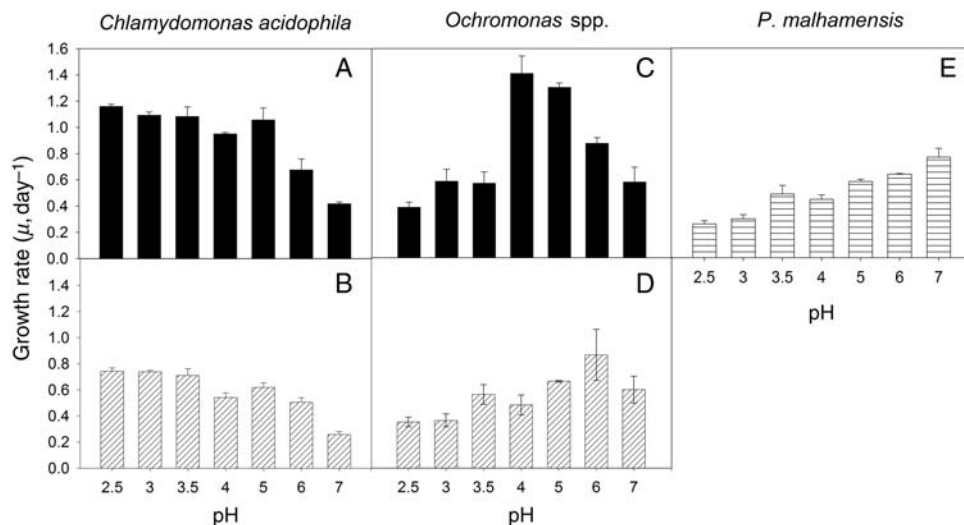 Chlamydomonas acidophila
Ochromonas spp.
P. malhamensis
Growth rate (μ, day−1)
1.6
1.4
1.2
1.0
0.8
0.6
0.4
0.2
0.0
A
C
E
2.5 3 3.5 4 5 6 7
pH
1.4
1.2
1.0
0.8
0.6
0.4
0.2
0.0
B
D
2.5 3 3.5 4 5 6 7
pH
2.5 3 3.5 4 5 6 7
pH